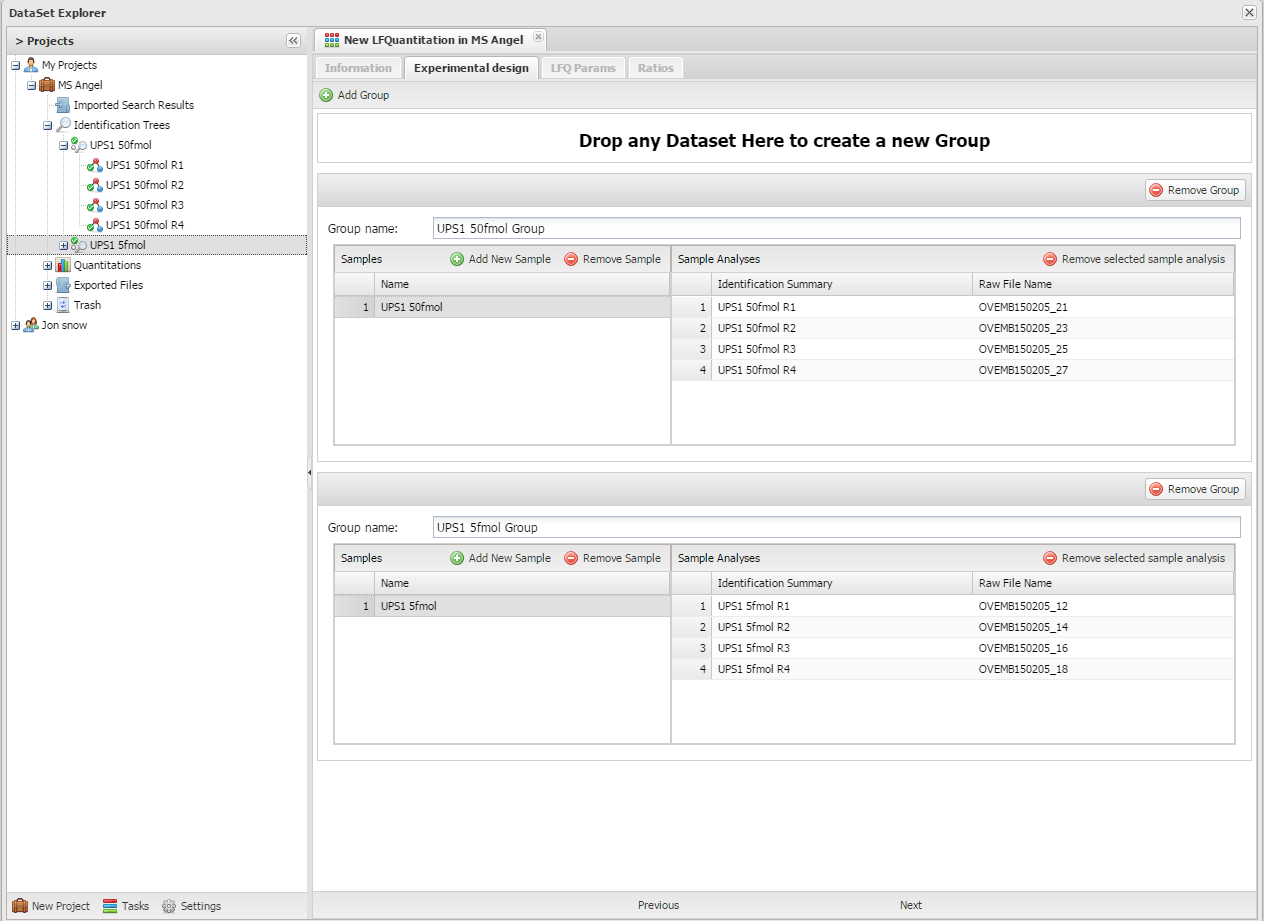 DataSet Explorer
> Projects
My Projects
MS Angel
Imported Search Results
Identification Trees
UPS1 50fmol
UPS1 50fmol R1
UPS1 50fmol R2
UPS1 50fmol R3
UPS1 50fmol R4
UPS1 5fmol
Quantitations
Exported Files
Trash
Jon snow
New Project Tasks Settings
New LFQuantitation in MS Angel
Information Experimental design LFQ Params Ratios
Add Group
Drop any Dataset Here to create a new Group
Remove Group
Group name: UPS1 50fmol Group
Samples Add New Sample Remove Sample Sample Analyses Remove selected sample analysis
Name Identification Summary Raw File Name
1 UPS1 50fmol 1 UPS1 50fmol R1 OVEMB150205_21
2 UPS1 50fmol R2 OVEMB150205_23
3 UPS1 50fmol R3 OVEMB150205_25
4 UPS1 50fmol R4 OVEMB150205_27
Remove Group
Group name: UPS1 5fmol Group
Samples Add New Sample Remove Sample Sample Analyses Remove selected sample analysis
Name Identification Summary Raw File Name
1 UPS1 5fmol 1 UPS1 5fmol R1 OVEMB150205_12
2 UPS1 5fmol R2 OVEMB150205_14
3 UPS1 5fmol R3 OVEMB150205_16
4 UPS1 5fmol R4 OVEMB150205_18
Previous Next